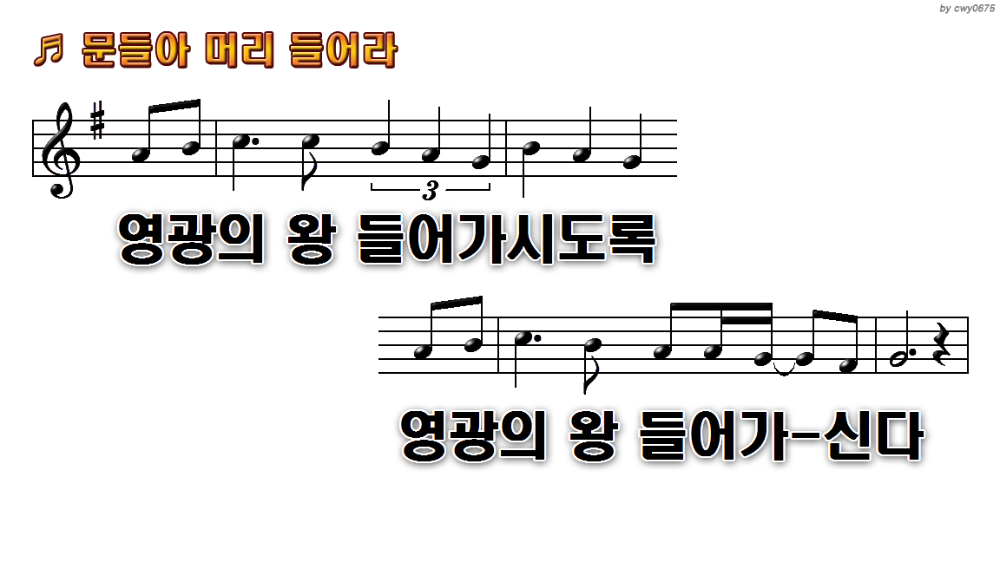 by cwy0675
♬ 문들아 머리 들어라
3
영광의 왕 들어가시도록
영광의 왕 들어가-신다